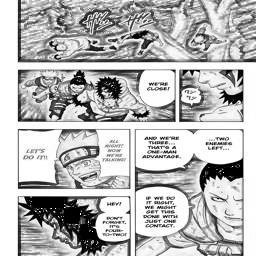 WE'RE
CLOSE!
...TWO
ENEMIES
LEFT...
AND WE'RE
THREE...
THAT'S A
ONE-MAN
ADVANTAGE.
ALL
RIGHT!
NOW
WE'RE
TALKING!
LET'S
DO IT!
IF WE DO
IT RIGHT,
WE MIGHT
GET THIS
DONE WITH
JUST ONE
CONTACT.
HEY!
DON'T
FORGET,
IT'S
FOUR-
TO-TWO!